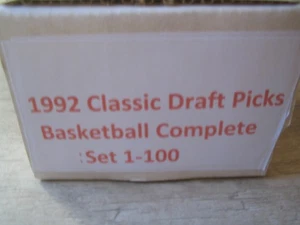 1992 Classic Draft Picks
Basketball Complete
Set 1-100